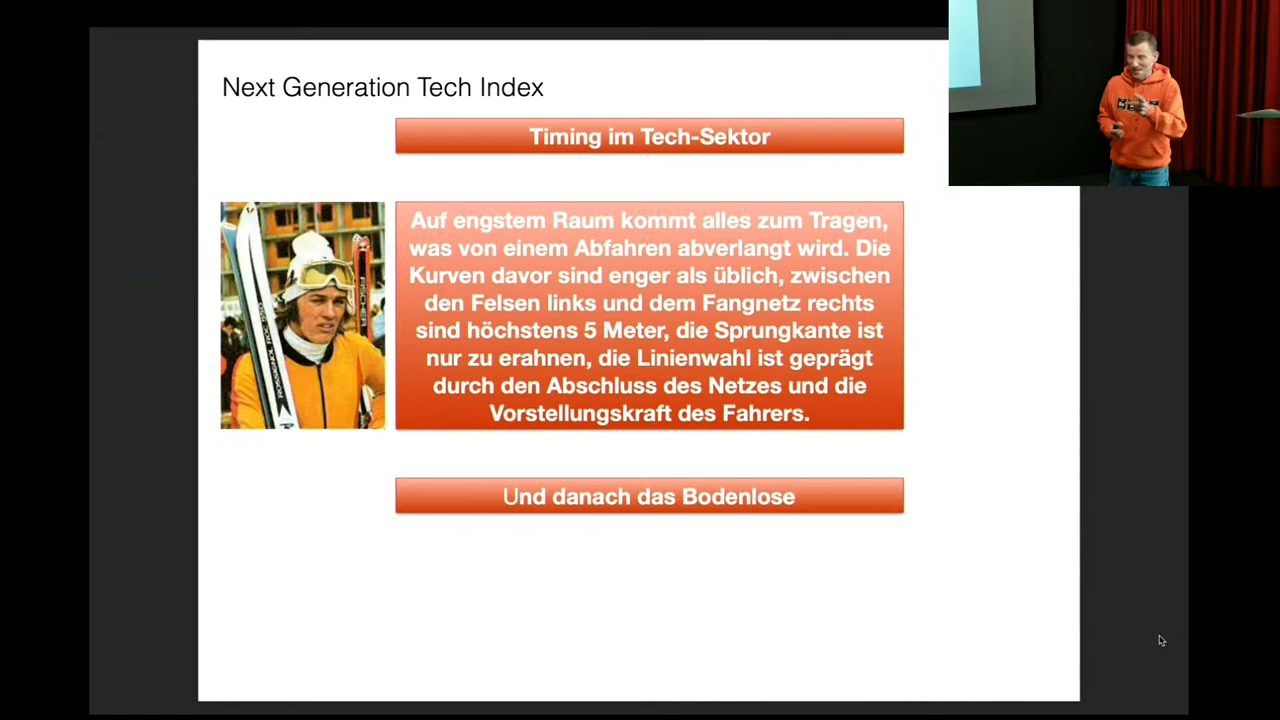 Next Generation Tech Index
Timing im Tech-Sektor
Auf engstem Raum kommt alles zum Tragen,
was von einem Abfahren abverlangt wird. Die
Kurven davor sind enger als üblich, zwischen
den Felsen links und dem Fangnetz rechts
sind höchstens 5 Meter, die Sprungkante ist
nur zu erahnen, die Linienwahl ist geprägt
durch den Abschluss des Netzes und die
Vorstellungskraft des Fahrers.
Und danach das Bodenlose
ROSSIGNOL
FISCHER